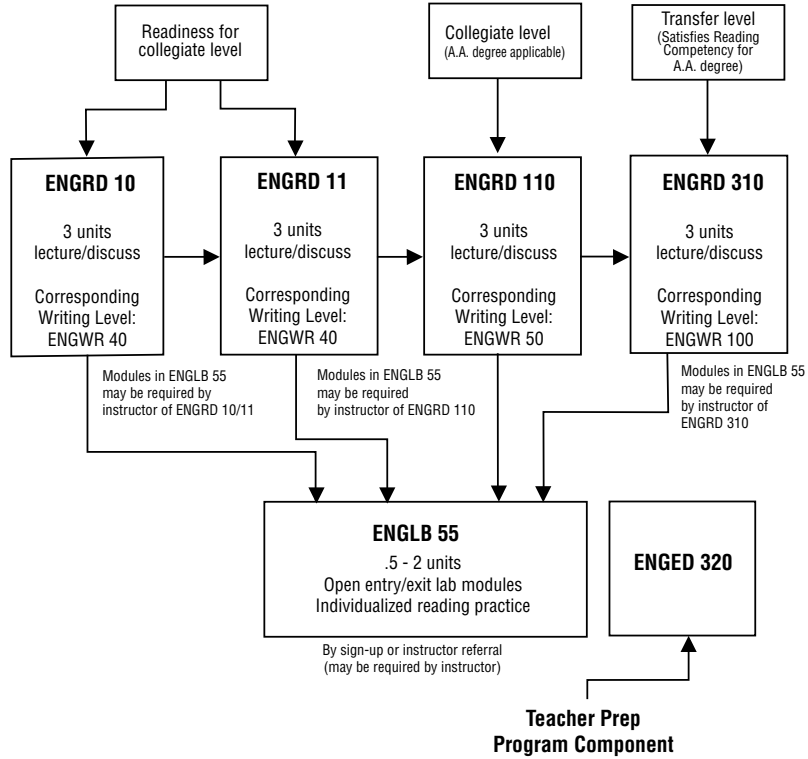 Readiness for
collegiate level
Collegiate level
(A.A. degree applicable)
Transfer level
(Satisfies Reading
Competency for
A.A. degree)
ENGRD 10
3 units
lecture/discuss
Corresponding
Writing Level:
ENGWR 40
ENGRD 11
3 units
lecture/discuss
Corresponding
Writing Level:
ENGWR 40
ENGRD 110
3 units
lecture/discuss
Corresponding
Writing Level:
ENGWR 50
ENGRD 310
3 units
lecture/discuss
Corresponding
Writing Level:
ENGWR 100
Modules in ENGLB 55
may be required by
instructor of ENGRD 10/11
Modules in ENGLB 55
may be required
by instructor of ENGRD 110
Modules in ENGLB 55
may be required
by instructor of
ENGRD 310
ENGLB 55
.5 - 2 units
Open entry/exit lab modules
Individualized reading practice
By sign-up or instructor referral
(may be required by instructor)
ENGED 320
Teacher Prep
Program Component